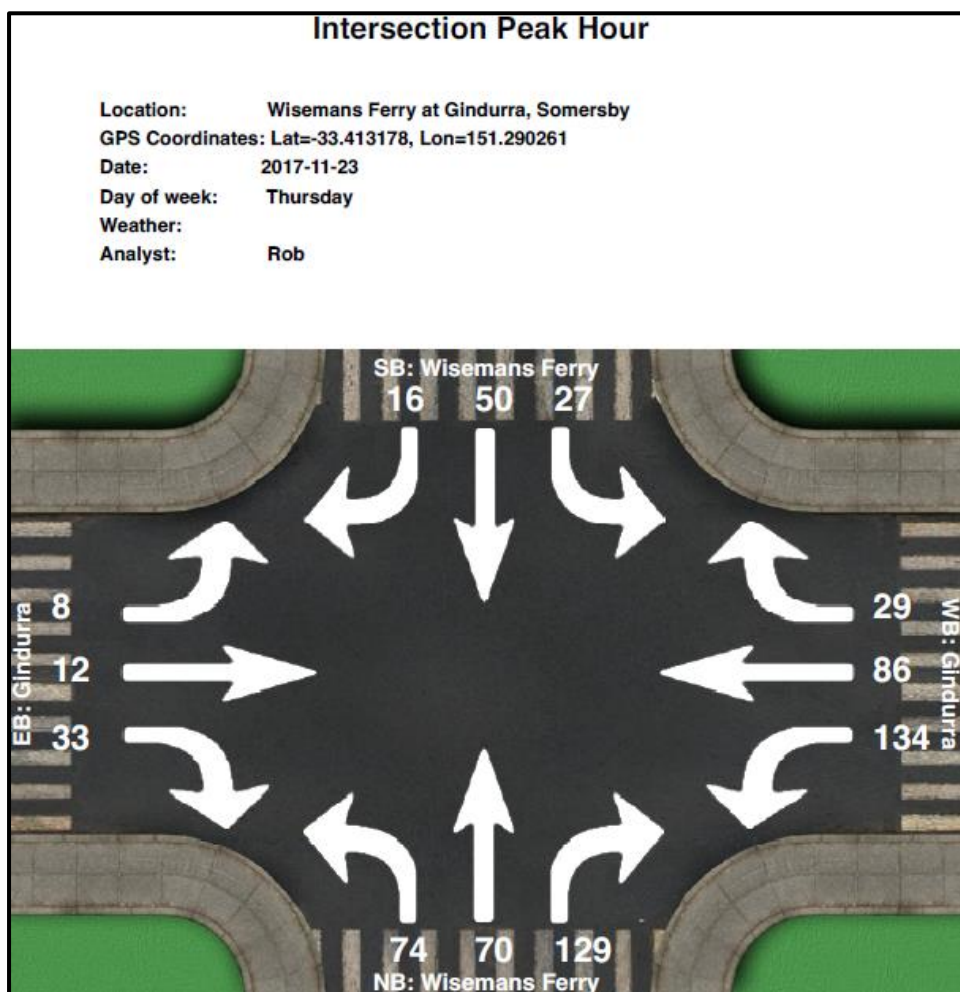 Intersection Peak Hour
Location: Wisemans Ferry at Gindurra, Somersby
GPS Coordinates: Lat=-33.413178, Lon=151.290261
Date: 2017-11-23
Day of week: Thursday
Weather:
Analyst: Rob
SB: Wisemans Ferry
16 50 27
EB: Gindurra
8
12
33
29
86
134
WB: Gindurra
74 70 129
NB: Wisemans Ferry